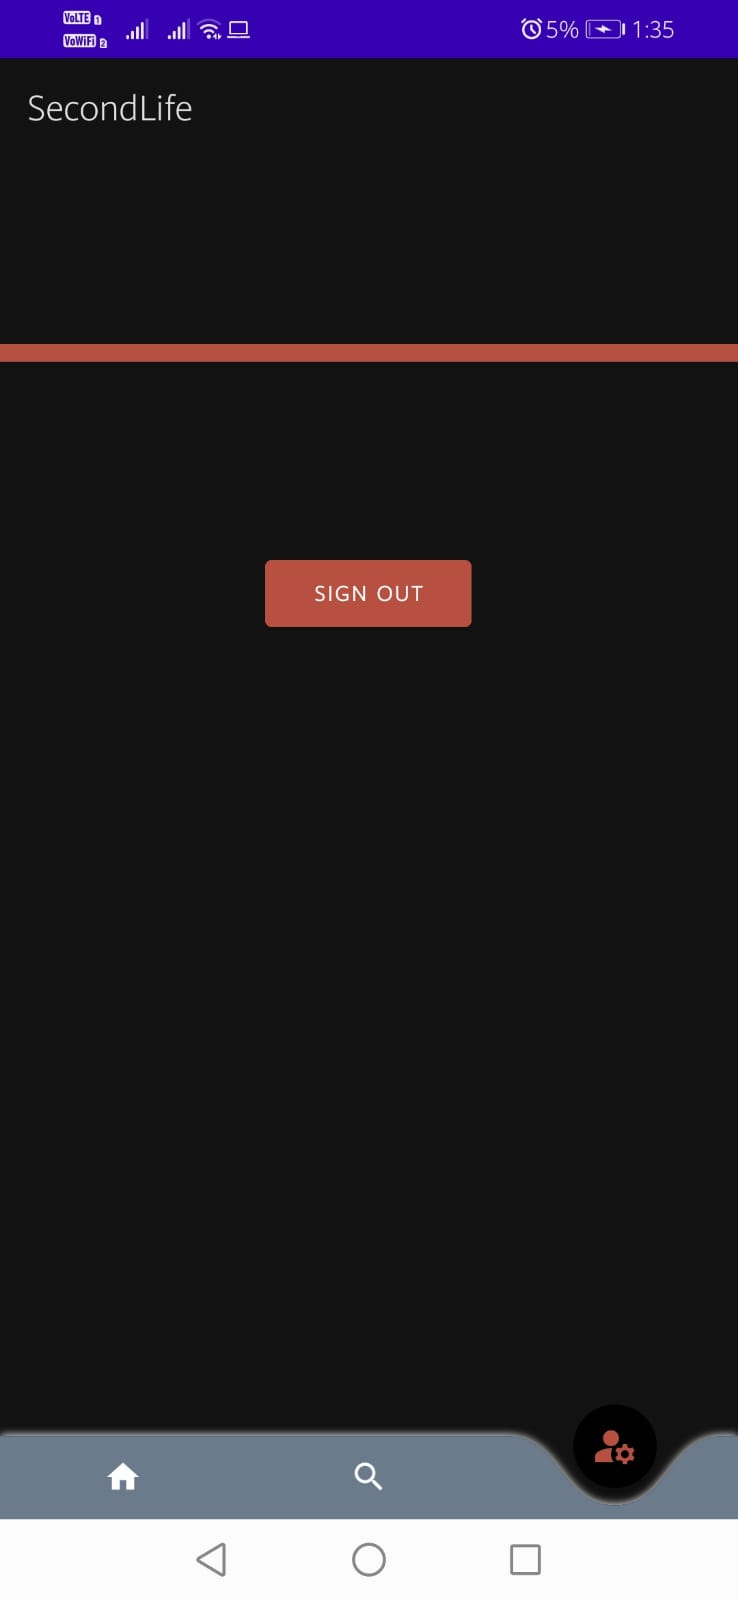 VoLTE 1
VoWiFi 2
5% 1:35
SecondLife
SIGN OUT